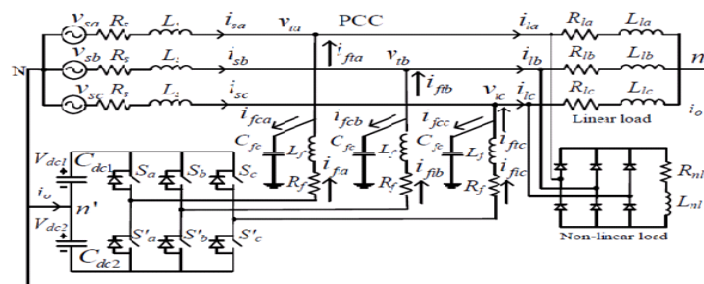 v_sa R_s L_s i_sa v_ta PCC i_la R_la L_la
i_fta
N v_sb R_s L_s i_sb v_tb i_lb R_lb L_lb n
i_ftb
v_sc R_s L_s i_sc v_tc i_lc R_lc L_lc
i_o
i_fca i_fcb i_fcc Linear load
C_fc L_f C_fc L_f C_fc L_f i_ftc
V_dc1 C_dc1 S_a S_b S_c
R_f i_fa R_f i_fb R_f i_fc R_nl
i_o n'
L_nl
V_dc2 C_dc2 S'_a S'_b S'_c
Non-linear load